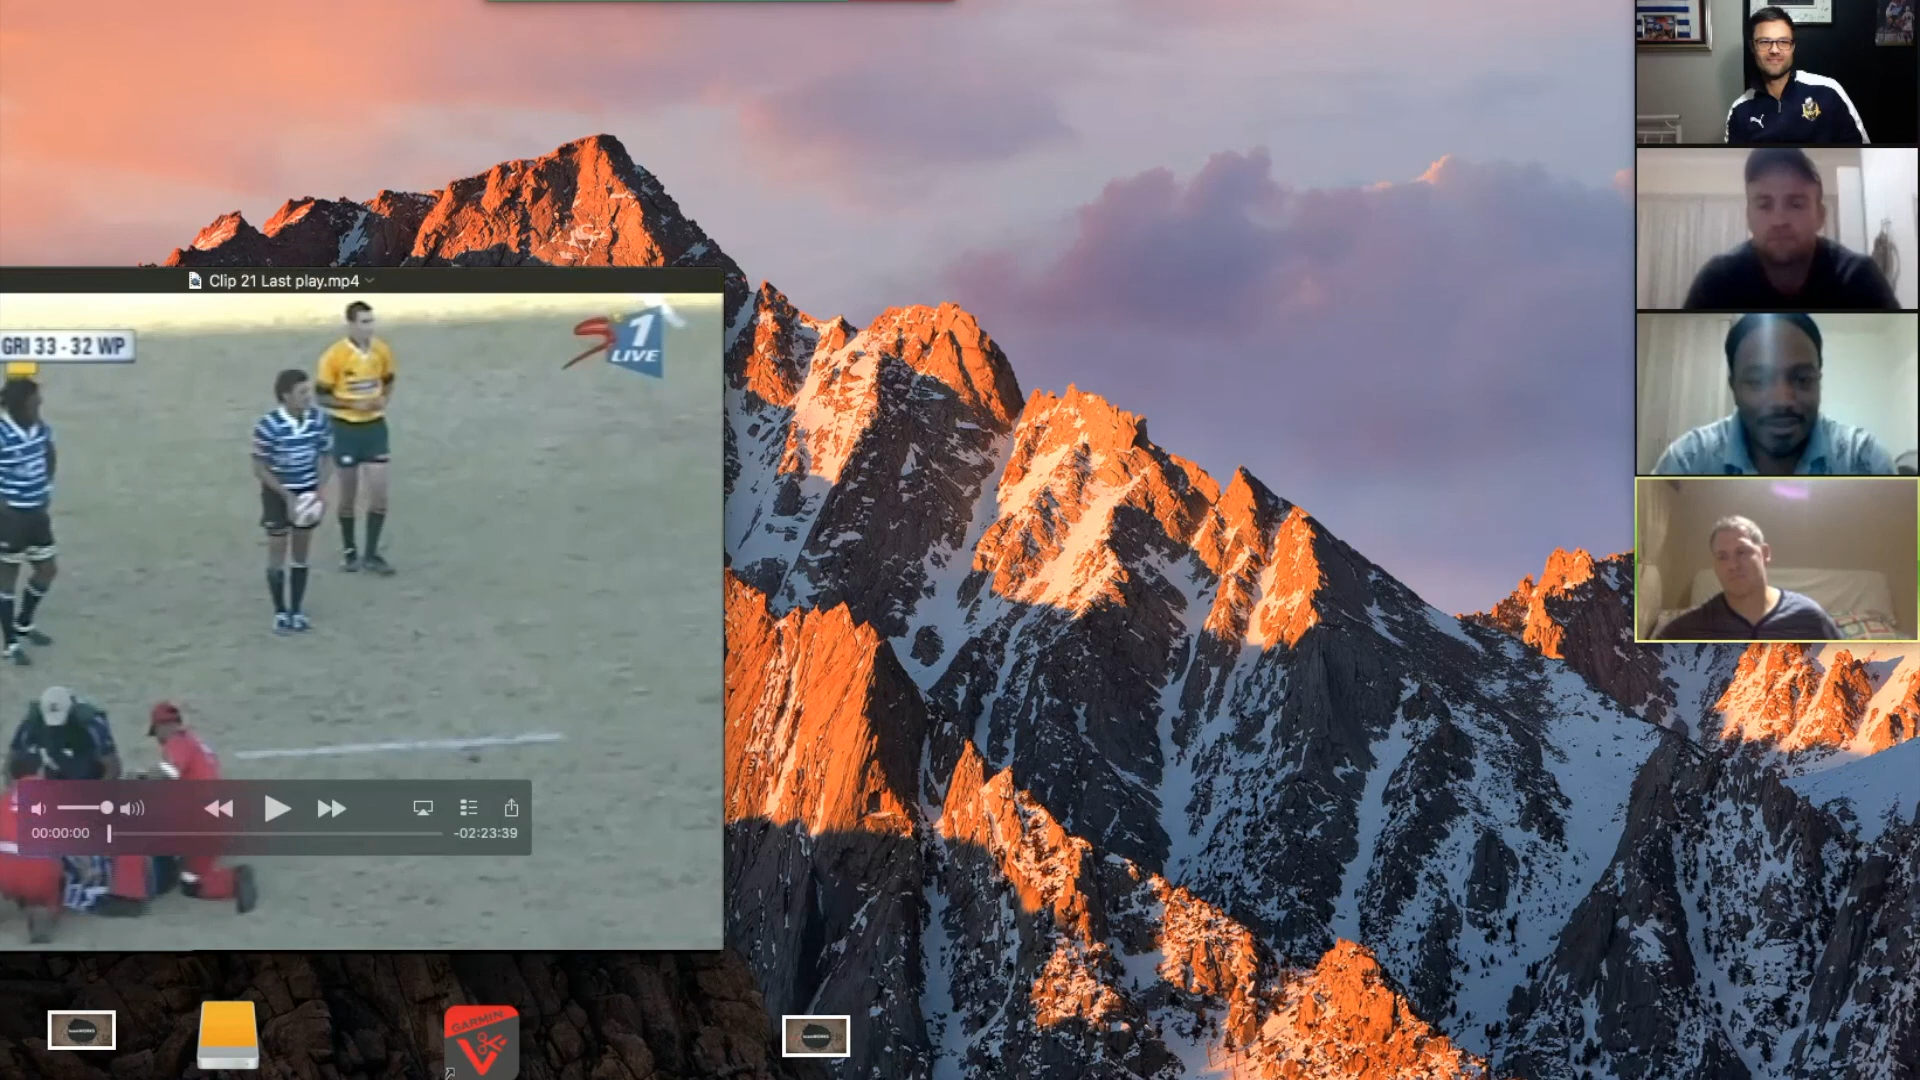 Clip 21 Last play.mp4
GRI 33 - 32 WP
1
LIVE
00:00:00
-02:23:39
GARMIN